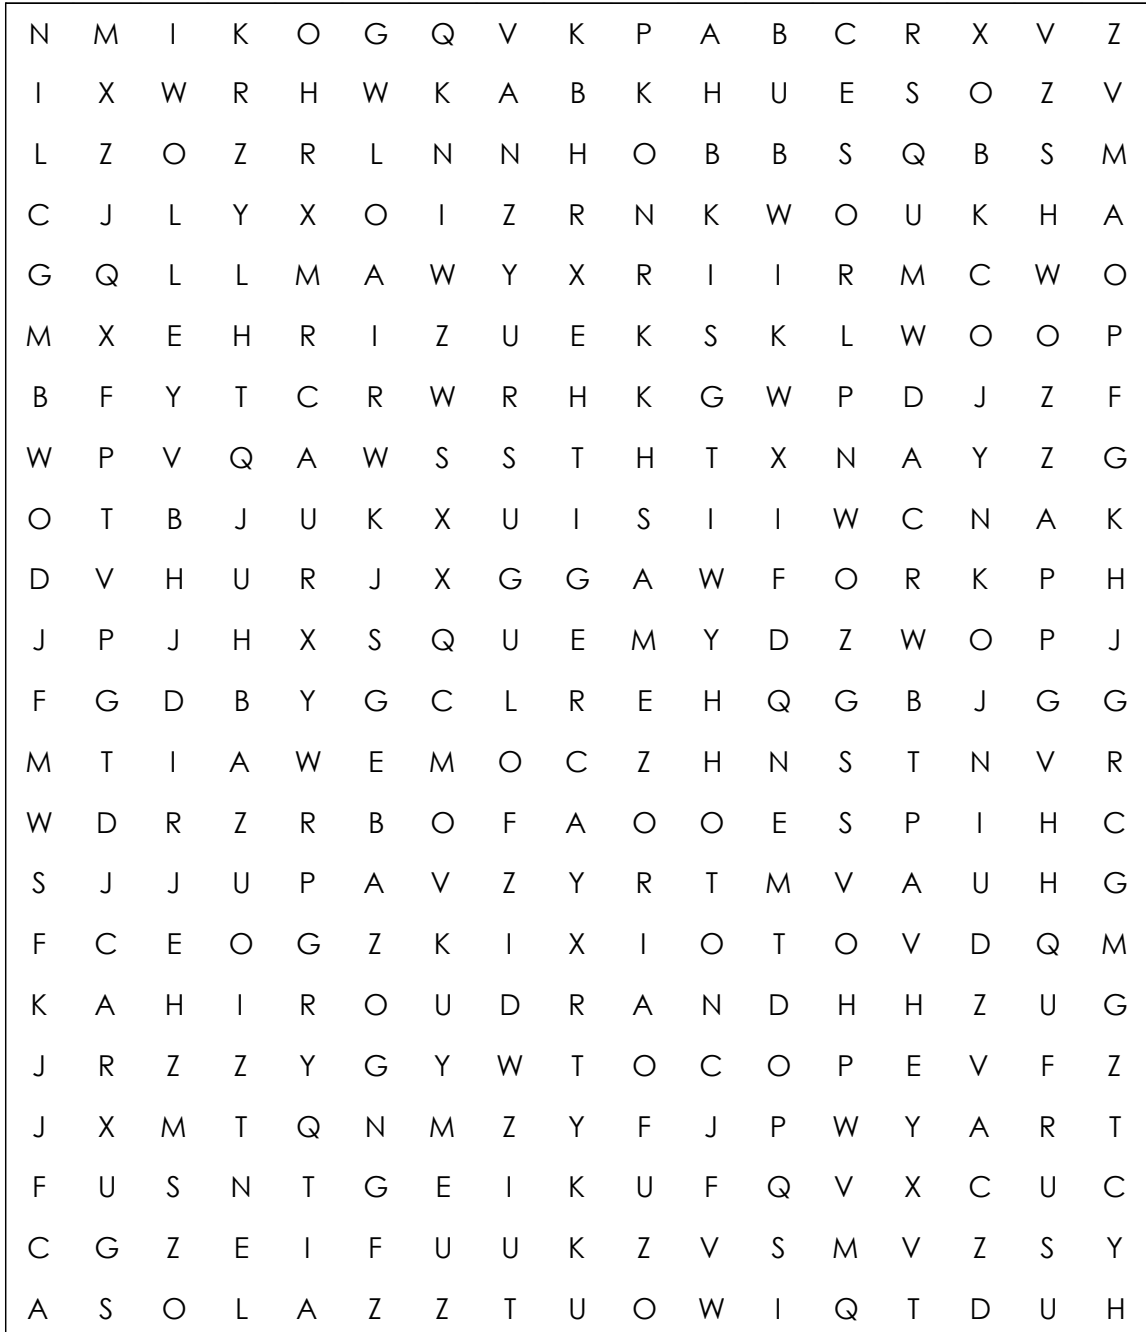 N M I K O G Q V K P A B C R X V Z
I X W R H W K A B K H U E S O Z V
L Z O Z R L N N H O B B S Q B S M
C J L Y X O I Z R N K W O U K H A
G Q L L M A W Y X R I I R M C W O
M X E H R I Z U E K S K L W O O P
B F Y T C R W R H K G W P D J Z F
W P V Q A W S S T H T X N A Y Z G
O T B J U K X U I S I I W C N A K
D V H U R J X G G A W F O R K P H
J P J H X S Q U E M Y D Z W O P J
F G D B Y G C L R E H Q G B J G G
M T I A W E M O C Z H N S T N V R
W D R Z R B O F A O O E S P I H C
S J J U P A V Z Y R T M V A U H G
F C E O G Z K I X I O T O V D Q M
K A H I R O U D R A N D H H Z U G
J R Z Z Y G Y W T O C O P E V F Z
J X M T Q N M Z Y F J P W Y A R T
F U S N T G E I K U F Q V X C U C
C G Z E I F U U K Z V S M V Z S Y
A S O L A Z Z T U O W I Q T D U H